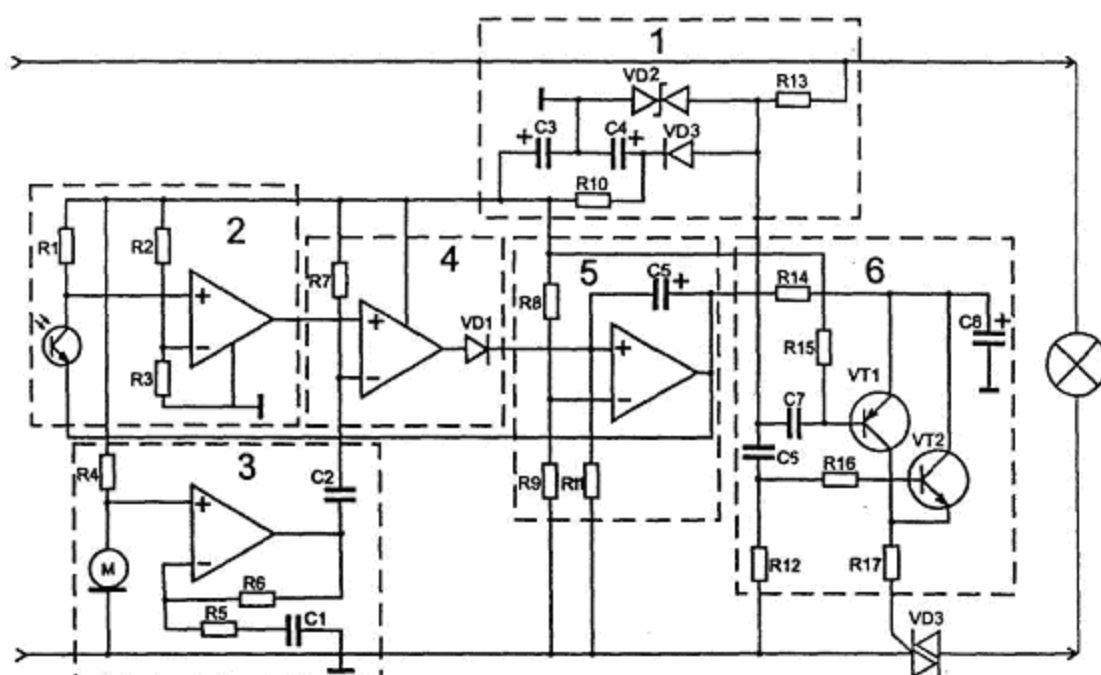 1
VD2
R13
C3
+
C4
+
VD3
R10
2
R1
R2
+
−
R3
4
R7
+
−
VD1
5
C5
+
R8
+
−
R9
R11
6
R14
C8
+
R15
VT1
C7
VT2
C5
R16
R12
R17
VD3
3
R4
C2
+
−
M
R6
R5
C1